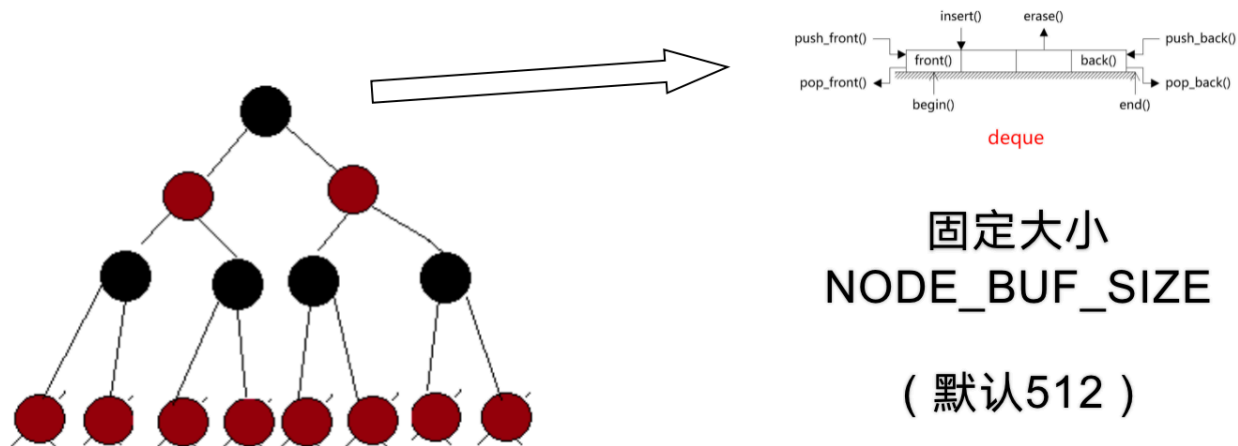 insert()
erase()
push_front()
push_back()
front()
back()
pop_front()
pop_back()
begin()
end()
deque
固定大小
NODE_BUF_SIZE
(默认512)